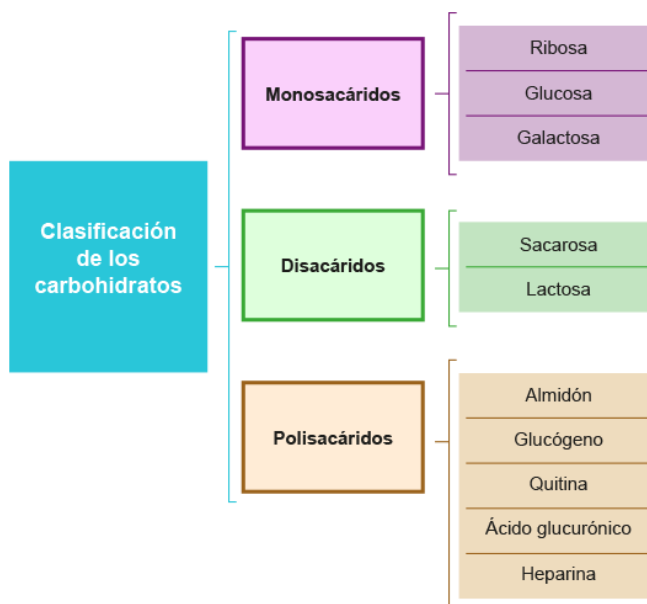 Clasificación
de los
carbohidratos
Monosacáridos
Ribosa
Glucosa
Galactosa
Disacáridos
Sacarosa
Lactosa
Polisacáridos
Almidón
Glucógeno
Quitina
Ácido glucurónico
Heparina